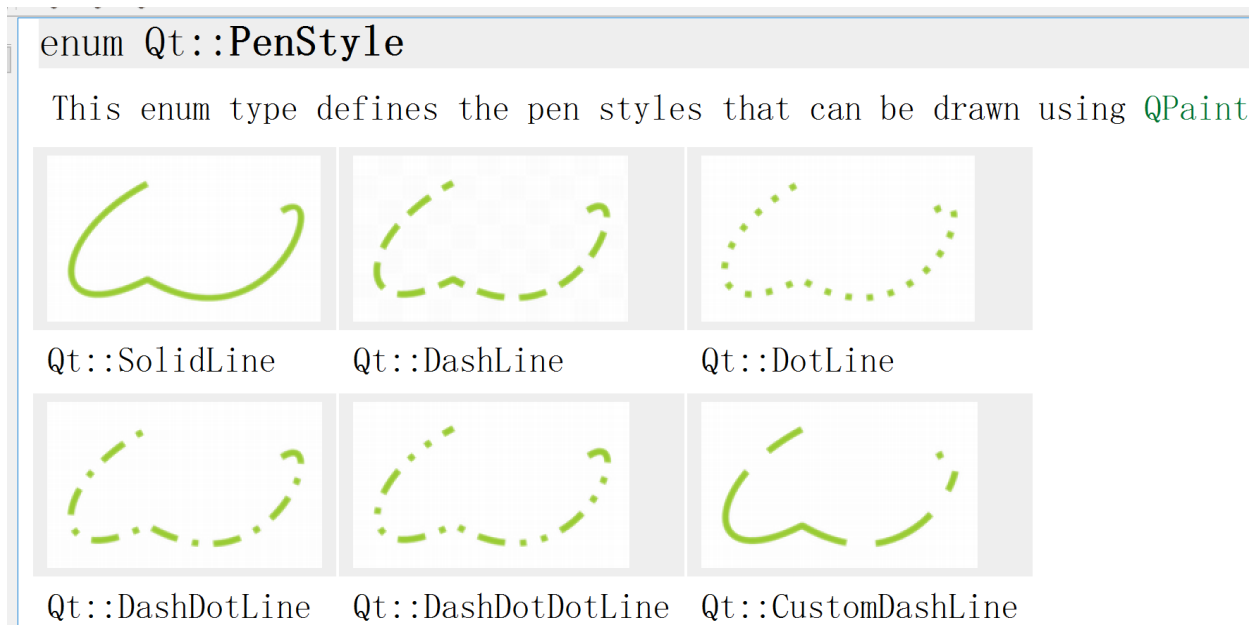 enum Qt::PenStyle
This enum type defines the pen styles that can be drawn using QPaint
Qt::SolidLine Qt::DashLine Qt::DotLine
Qt::DashDotLine Qt::DashDotDotLine Qt::CustomDashLine